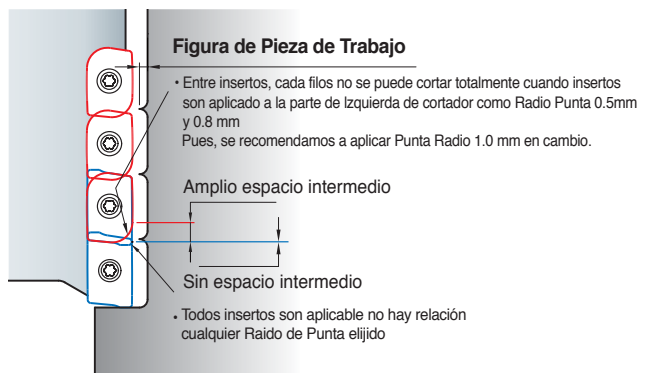 Figura de Pieza de Trabajo
• Entre insertos, cada filos no se puede cortar totalmente cuando insertos
son aplicado a la parte de Izquierda de cortador como Radio Punta 0.5mm
y 0.8 mm
Pues, se recomendamos a aplicar Punta Radio 1.0 mm en cambio.
Amplio espacio intermedio
Sin espacio intermedio
• Todos insertos son aplicable no hay relación
cualquier Raido de Punta elijido